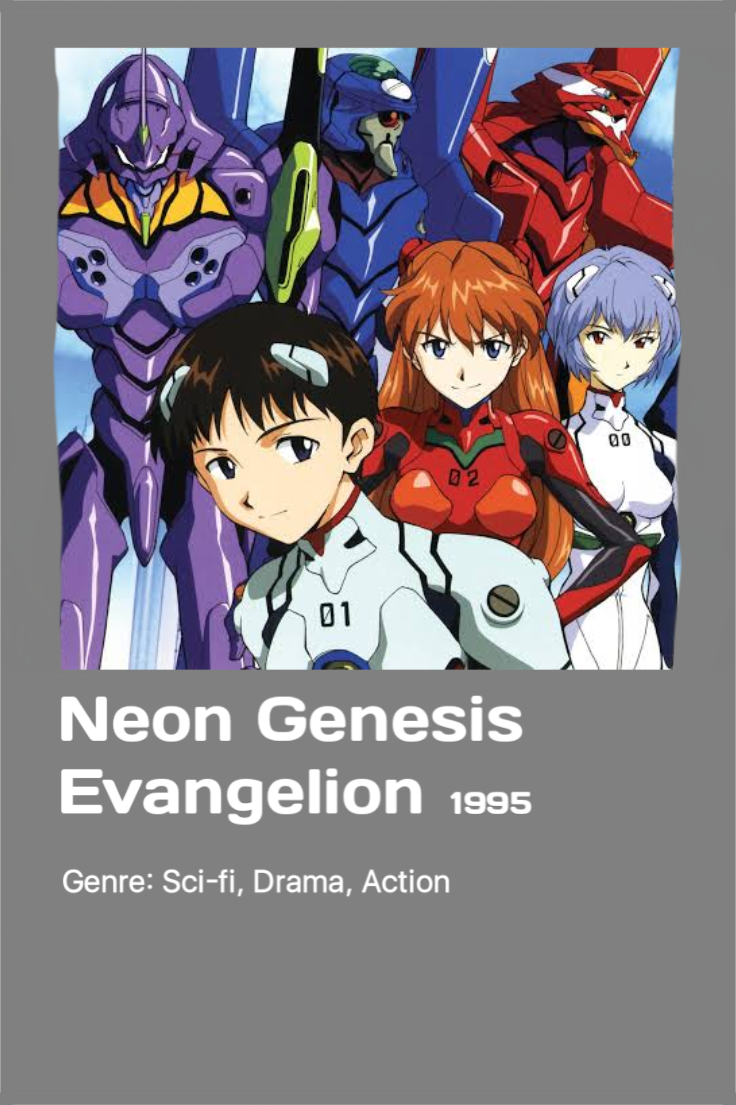 00
02
01
Neon Genesis
Evangelion 1995
Genre: Sci-fi, Drama, Action